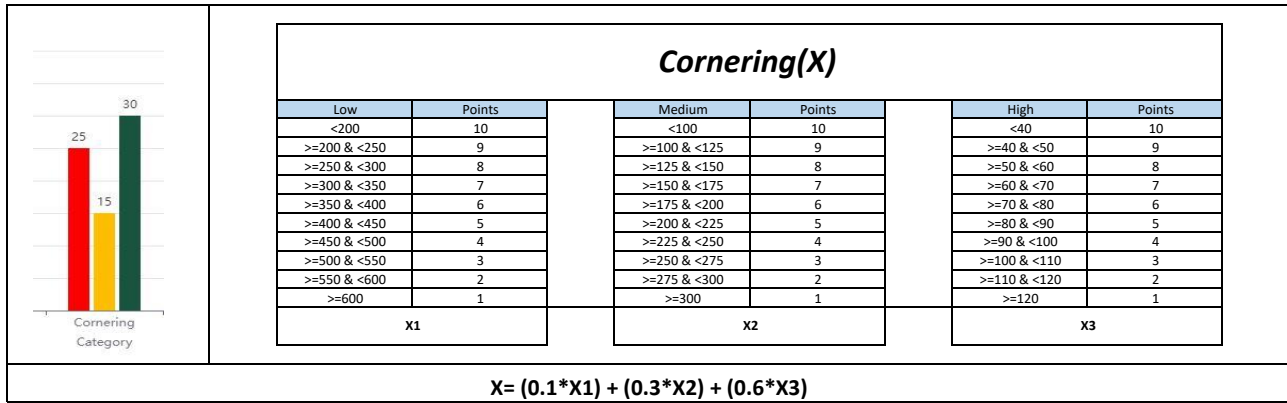 30
25
15
Cornering
Category
Cornering(X)
Low Points Medium Points High Points
<200 10 <100 10 <40 10
>=200 & <250 9 >=100 & <125 9 >=40 & <50 9
>=250 & <300 8 >=125 & <150 8 >=50 & <60 8
>=300 & <350 7 >=150 & <175 7 >=60 & <70 7
>=350 & <400 6 >=175 & <200 6 >=70 & <80 6
>=400 & <450 5 >=200 & <225 5 >=80 & <90 5
>=450 & <500 4 >=225 & <250 4 >=90 & <100 4
>=500 & <550 3 >=250 & <275 3 >=100 & <110 3
>=550 & <600 2 >=275 & <300 2 >=110 & <120 2
>=600 1 >=300 1 >=120 1
X1 X2 X3
X= (0.1*X1) + (0.3*X2) + (0.6*X3)